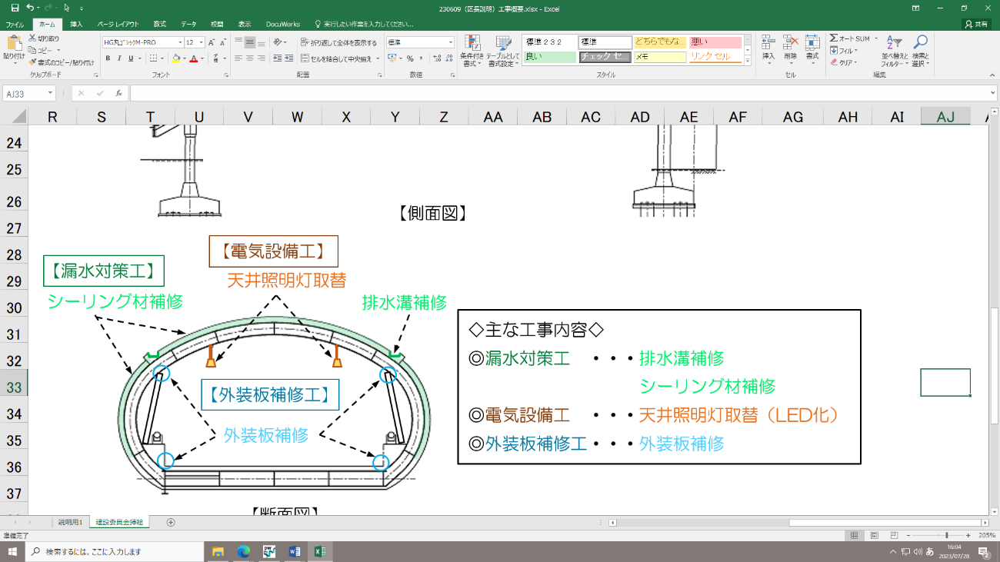 230609（区長説明）工事概要.xlsx - Excel
ファイル ホーム 挿入 ページ レイアウト 数式 データ 校閲 表示 DocuWorks 実行したい作業を入力してください... 共有
貼り付け 切り取り コピー 書式のコピー/貼り付け
HG丸ｺﾞｼｯｸM-PRO 12
B I U
折り返して全体を表示する
セルを結合して中央揃え
標準
条件付き書式 テーブルとして書式設定
標準２３２ 標準 どちらでもな 悪い
良い チェック セ... メモ リンク セル
挿入 削除 書式
オート SUM
フィル
クリア
並べ替えとフィルター 検索と選択
クリップボード フォント 配置 数値 スタイル セル 編集
AJ33 fx
R S T U V W X Y Z AA AB AC AD AE AF AG AH AI AJ
24
25
26
27
28
29
30
31
32
33
34
35
36
37
【側面図】
【電気設備工】
天井照明灯取替
【漏水対策工】
シーリング材補修
排水溝補修
【外装板補修工】
外装板補修
◇主な工事内容◇
◎漏水対策工 ・・・排水溝補修
シーリング材補修
◎電気設備工 ・・・天井照明灯取替（LED化）
◎外装板補修工・・・外装板補修
【断面図】
説明用1 建設委員会挿絵
準備完了 205%
検索するには、ここに入力します
あ 16:04
2023/07/28
2